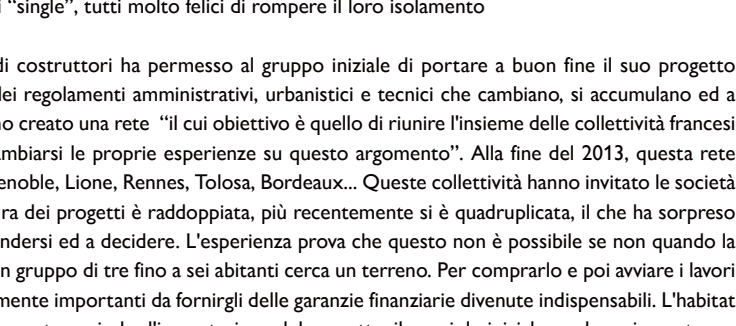 “single”, tutti molto felici di rompere il loro isolamento
di costruttori ha permesso al gruppo iniziale di portare a buon fine il suo progetto
dei regolamenti amministrativi, urbanistici e tecnici che cambiano, si accumulano ed a
no creato una rete “il cui obiettivo è quello di riunire l'insieme delle collettività francesi
ambiarsi le proprie esperienze su questo argomento”. Alla fine del 2013, questa rete
enoble, Lione, Rennes, Tolosa, Bordeaux... Queste collettività hanno invitato le società
ra dei progetti è raddoppiata, più recentemente si è quadruplicata, il che ha sorpreso
ndersi ed a decidere. L'esperienza prova che questo non è possibile se non quando la
n gruppo di tre fino a sei abitanti cerca un terreno. Per comprarlo e poi avviare i lavori
mente importanti da fornirgli delle garanzie finanziarie divenute indispensabili. L'habitat